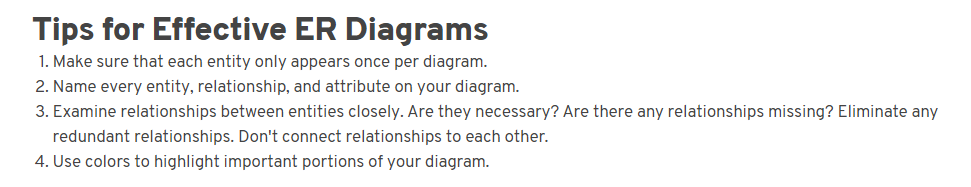 Tips for Effective ER Diagrams
1. Make sure that each entity only appears once per diagram.
2. Name every entity, relationship, and attribute on your diagram.
3. Examine relationships between entities closely. Are they necessary? Are there any relationships missing? Eliminate any
redundant relationships. Don't connect relationships to each other.
4. Use colors to highlight important portions of your diagram.